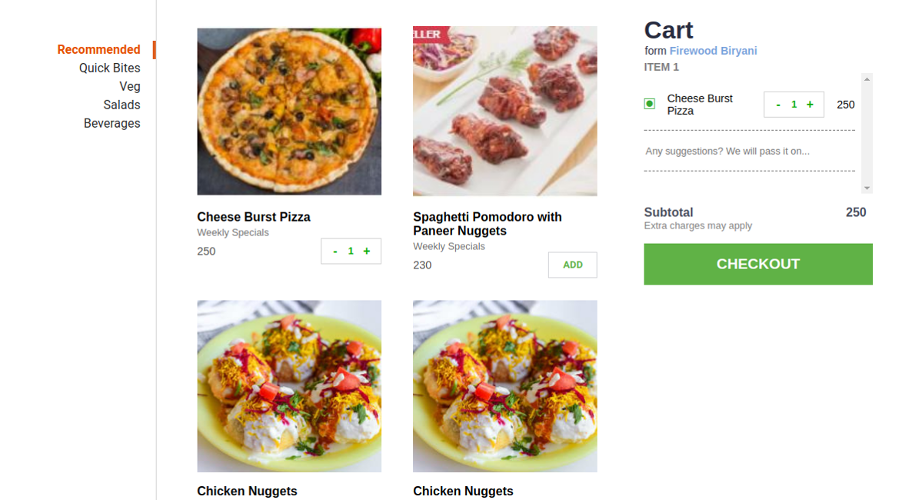 Recommended
Quick Bites
Veg
Salads
Beverages
Cheese Burst Pizza
Weekly Specials
250
- 1 +
ELLER
Spaghetti Pomodoro with
Paneer Nuggets
Weekly Specials
230
ADD
Chicken Nuggets
Chicken Nuggets
Cart
form Firewood Biryani
ITEM 1
Cheese Burst
Pizza
- 1 +
250
Any suggestions? We will pass it on...
Subtotal
250
Extra charges may apply
CHECKOUT